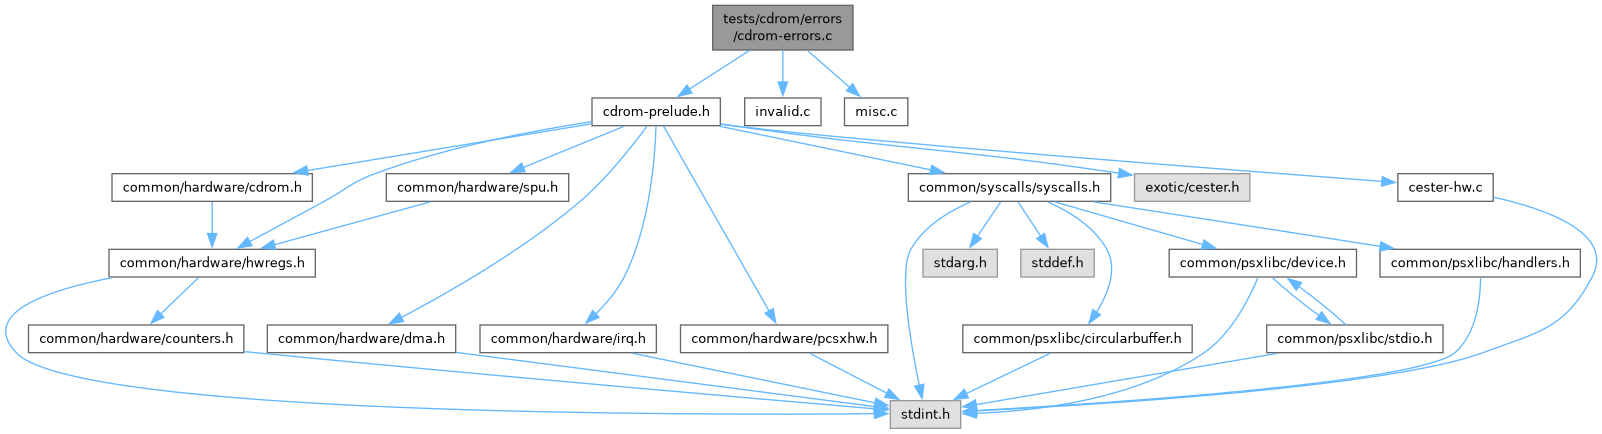 tests/cdrom/errors
/cdrom-errors.c
cdrom-prelude.h
invalid.c
misc.c
common/hardware/cdrom.h
common/hardware/spu.h
common/syscalls/syscalls.h
exotic/cester.h
cester-hw.c
common/hardware/hwregs.h
stdarg.h
stddef.h
common/psxlibc/device.h
common/psxlibc/handlers.h
common/hardware/counters.h
common/hardware/dma.h
common/hardware/irq.h
common/hardware/pcsxhw.h
common/psxlibc/circularbuffer.h
common/psxlibc/stdio.h
stdint.h